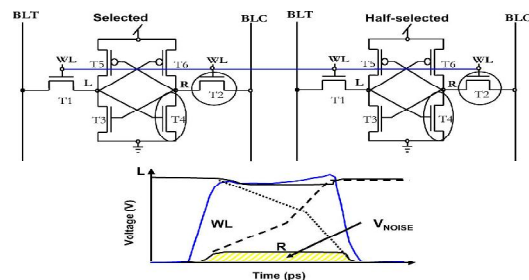 BLT Selected BLC BLT Half-selected BLC
WL T5 T6 WL WL T5 T6 WL
L R L R
T1 T2 T1 T2
T3 T4 T3 T4
L
Voltage (V)
WL
R
V_NOISE
Time (ps)